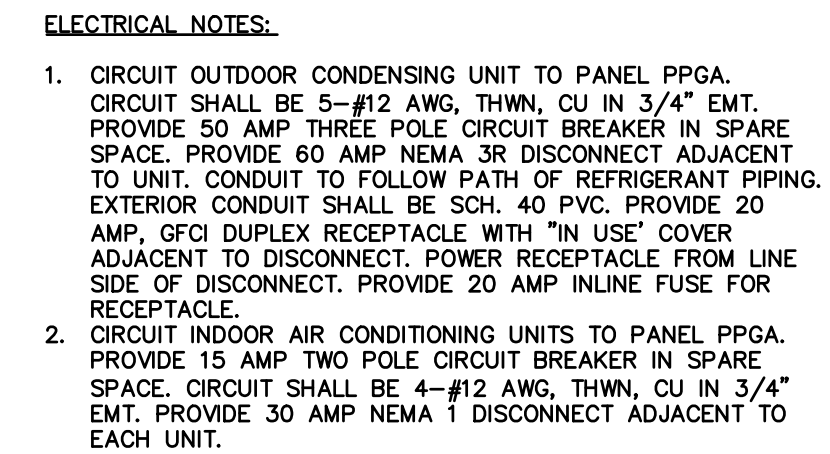 ELECTRICAL NOTES:
1. CIRCUIT OUTDOOR CONDENSING UNIT TO PANEL PPGA.
CIRCUIT SHALL BE 5-#12 AWG, THWN, CU IN 3/4" EMT.
PROVIDE 50 AMP THREE POLE CIRCUIT BREAKER IN SPARE
SPACE. PROVIDE 60 AMP NEMA 3R DISCONNECT ADJACENT
TO UNIT. CONDUIT TO FOLLOW PATH OF REFRIGERANT PIPING.
EXTERIOR CONDUIT SHALL BE SCH. 40 PVC. PROVIDE 20
AMP, GFCI DUPLEX RECEPTACLE WITH "IN USE' COVER
ADJACENT TO DISCONNECT. POWER RECEPTACLE FROM LINE
SIDE OF DISCONNECT. PROVIDE 20 AMP INLINE FUSE FOR
RECEPTACLE.
2. CIRCUIT INDOOR AIR CONDITIONING UNITS TO PANEL PPGA.
PROVIDE 15 AMP TWO POLE CIRCUIT BREAKER IN SPARE
SPACE. CIRCUIT SHALL BE 4-#12 AWG, THWN, CU IN 3/4"
EMT. PROVIDE 30 AMP NEMA 1 DISCONNECT ADJACENT TO
EACH UNIT.